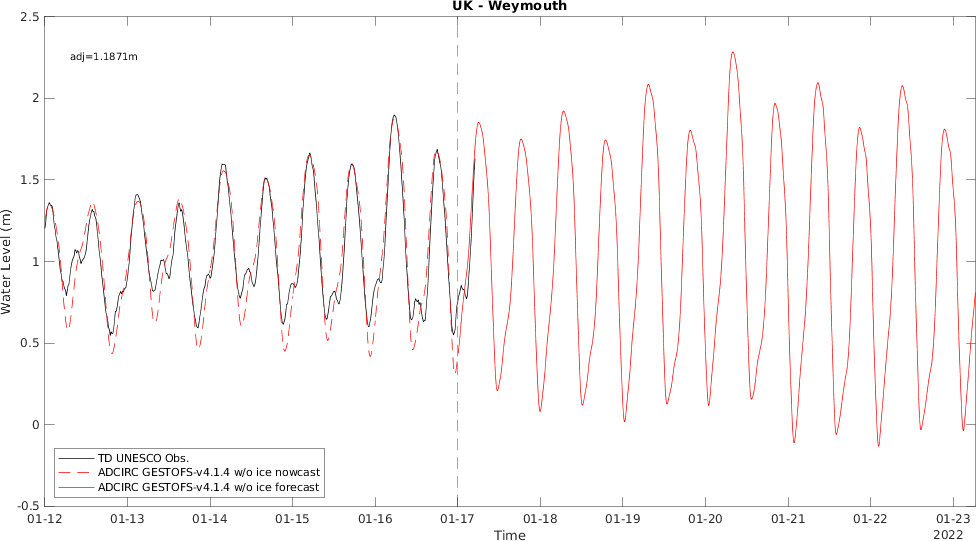 UK - Weymouth
adj=1.1871m
Water Level (m)
2.5
2
1.5
1
0.5
0
-0.5
TD UNESCO Obs.
ADCIRC GESTOFS-v4.1.4 w/o ice nowcast
ADCIRC GESTOFS-v4.1.4 w/o ice forecast
01-12 01-13 01-14 01-15 01-16 01-17 01-18 01-19 01-20 01-21 01-22 01-23
Time
2022